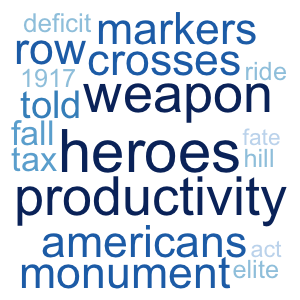 deficit markers
row crosses
1917 ride
told weapon
fall fate
tax heroes hill
productivity
americans act
monument elite